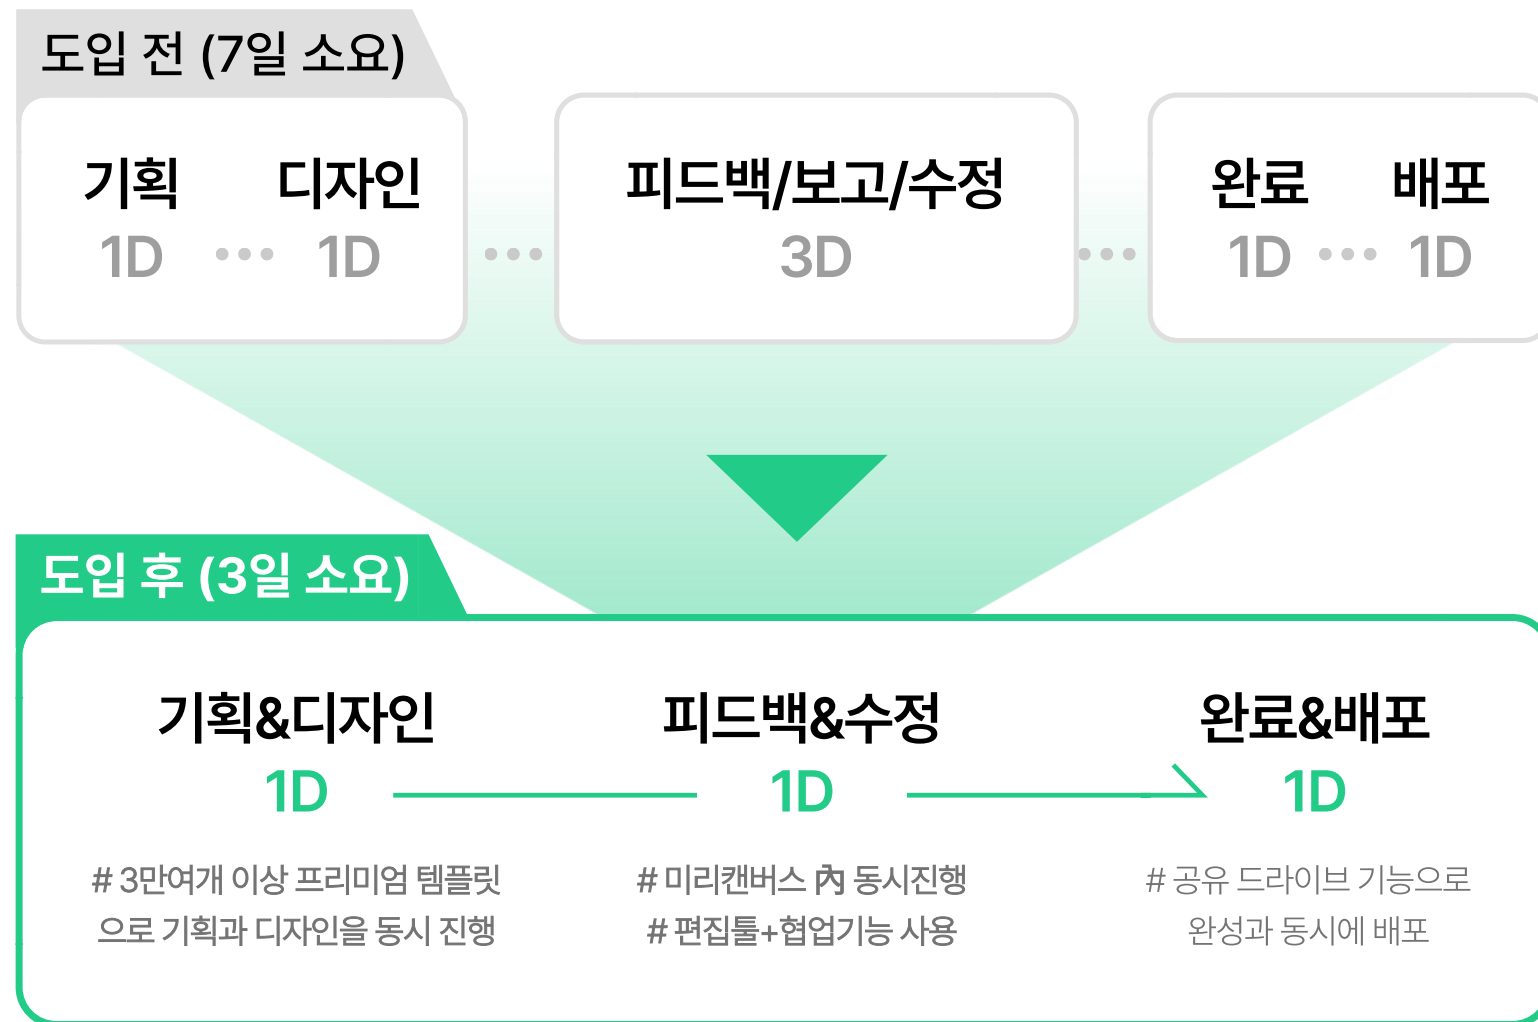 도입 전 (7일 소요)
기획 디자인 피드백/보고/수정 완료 배포
1D 1D 3D 1D 1D
도입 후 (3일 소요)
기획&디자인 피드백&수정 완료&배포
1D 1D 1D
# 3만여개 이상 프리미엄 템플릿
으로 기획과 디자인을 동시 진행
# 미리캔버스 內 동시진행
# 편집툴+협업기능 사용
# 공유 드라이브 기능으로
완성과 동시에 배포